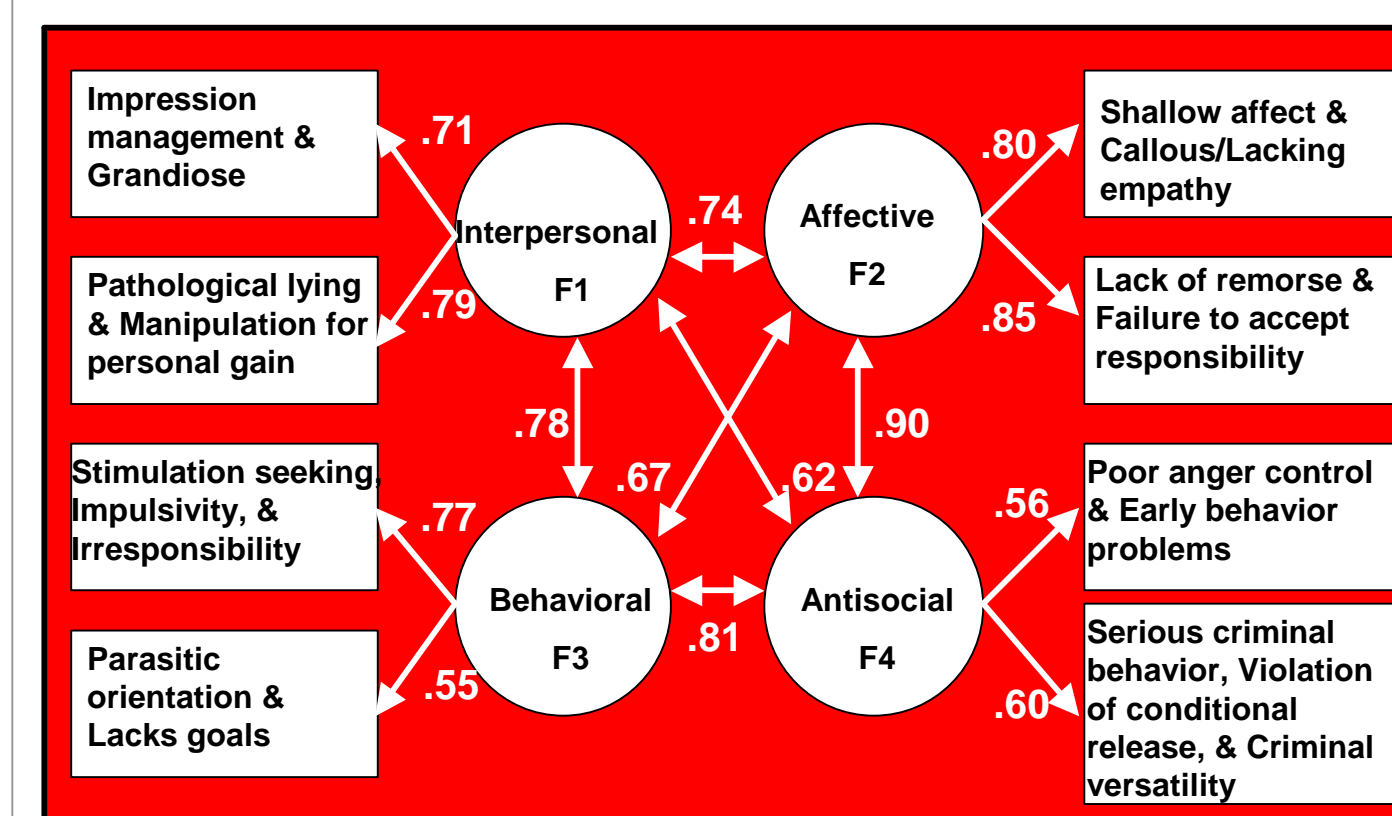 Impression
management &
Grandiose
.71
Interpersonal
F1
.74
Affective
F2
.80
Shallow affect &
Callous/Lacking
empathy
Pathological lying
& Manipulation for
personal gain
.79
.85
Lack of remorse &
Failure to accept
responsibility
.78
.67
.62
.90
Stimulation seeking,
Impulsivity, &
Irresponsibility
.77
Behavioral
F3
.81
Antisocial
F4
.56
Poor anger control
& Early behavior
problems
Parasitic
orientation &
Lacks goals
.55
.60
Serious criminal
behavior, Violation
of conditional
release, & Criminal
versatility